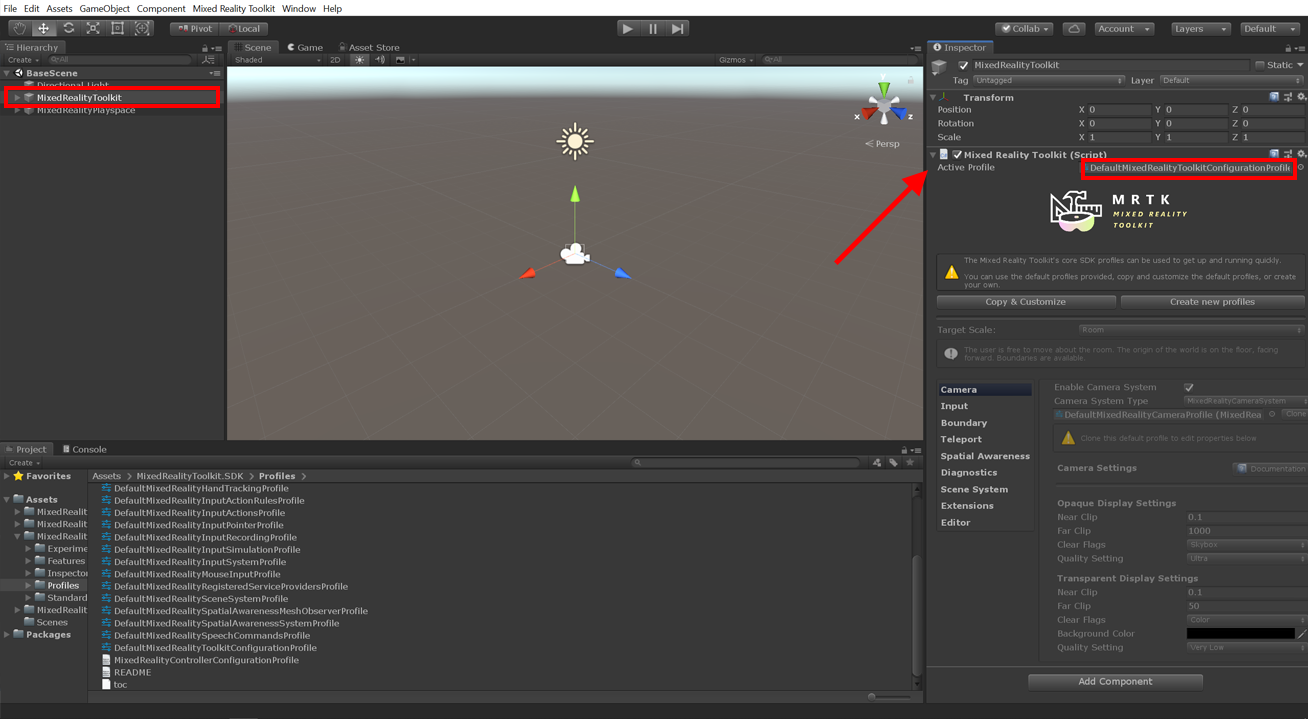 File Edit Assets GameObject Component Mixed Reality Toolkit Window Help
Pivot Local Collab Account Layers Default
Hierarchy
Create All
BaseScene
Directional Light
MixedRealityToolkit
MixedRealityPlayspace
Scene Game Asset Store
Shaded 2D Gizmos All
Y
x z
Persp
Inspector
MixedRealityToolkit Static
Tag Untagged Layer Default
Transform
Position X 0 Y 0 Z 0
Rotation X 0 Y 0 Z 0
Scale X 1 Y 1 Z 1
Mixed Reality Toolkit (Script)
Active Profile DefaultMixedRealityToolkitConfigurationProfile
MRTK
MIXED REALITY
TOOLKIT
The Mixed Reality Toolkit's core SDK profiles can be used to get up and running quickly.
You can use the default profiles provided, copy and customize the default profiles, or create
your own.
Copy & Customize Create new profiles
Target Scale: Room
The user is free to move about the room. The origin of the world is on the floor, facing
forward. Boundaries are available.
Camera
Input
Boundary
Teleport
Spatial Awareness
Diagnostics
Scene System
Extensions
Editor
Enable Camera System
Camera System Type MixedRealityCameraSystem
DefaultMixedRealityCameraProfile (MixedRea Clone
Clone this default profile to edit properties below
Camera Settings Documentation
Opaque Display Settings
Near Clip 0.1
Far Clip 1000
Clear Flags Skybox
Quality Setting Ultra
Transparent Display Settings
Near Clip 0.1
Far Clip 50
Clear Flags Color
Background Color
Quality Setting Very Low
Add Component
Project Console
Create
Favorites
Assets
MixedRealit
MixedRealit
MixedRealit
Experime
Features
Inspector
Profiles
Standard
MixedRealit
Scenes
Packages
Assets > MixedRealityToolkit.SDK > Profiles >
DefaultMixedRealityHandTrackingProfile
DefaultMixedRealityInputActionRulesProfile
DefaultMixedRealityInputActionsProfile
DefaultMixedRealityInputPointerProfile
DefaultMixedRealityInputRecordingProfile
DefaultMixedRealityInputSimulationProfile
DefaultMixedRealityInputSystemProfile
DefaultMixedRealityMouseInputProfile
DefaultMixedRealityRegisteredServiceProvidersProfile
DefaultMixedRealitySceneSystemProfile
DefaultMixedRealitySpatialAwarenessMeshObserverProfile
DefaultMixedRealitySpatialAwarenessSystemProfile
DefaultMixedRealitySpeechCommandsProfile
DefaultMixedRealityToolkitConfigurationProfile
MixedRealityControllerConfigurationProfile
README
toc